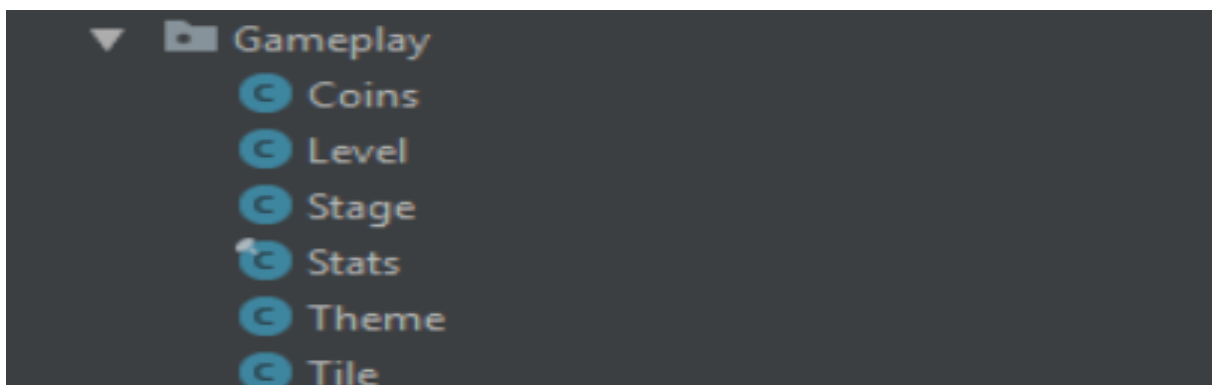 Gameplay
C Coins
C Level
C Stage
C Stats
C Theme
C Tile